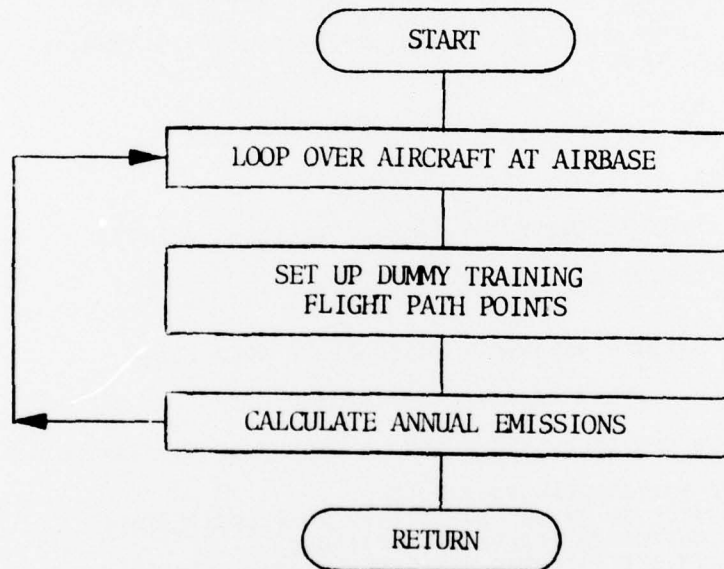 START
LOOP OVER AIRCRAFT AT AIRBASE
SET UP DUMMY TRAINING
FLIGHT PATH POINTS
CALCULATE ANNUAL EMISSIONS
RETURN